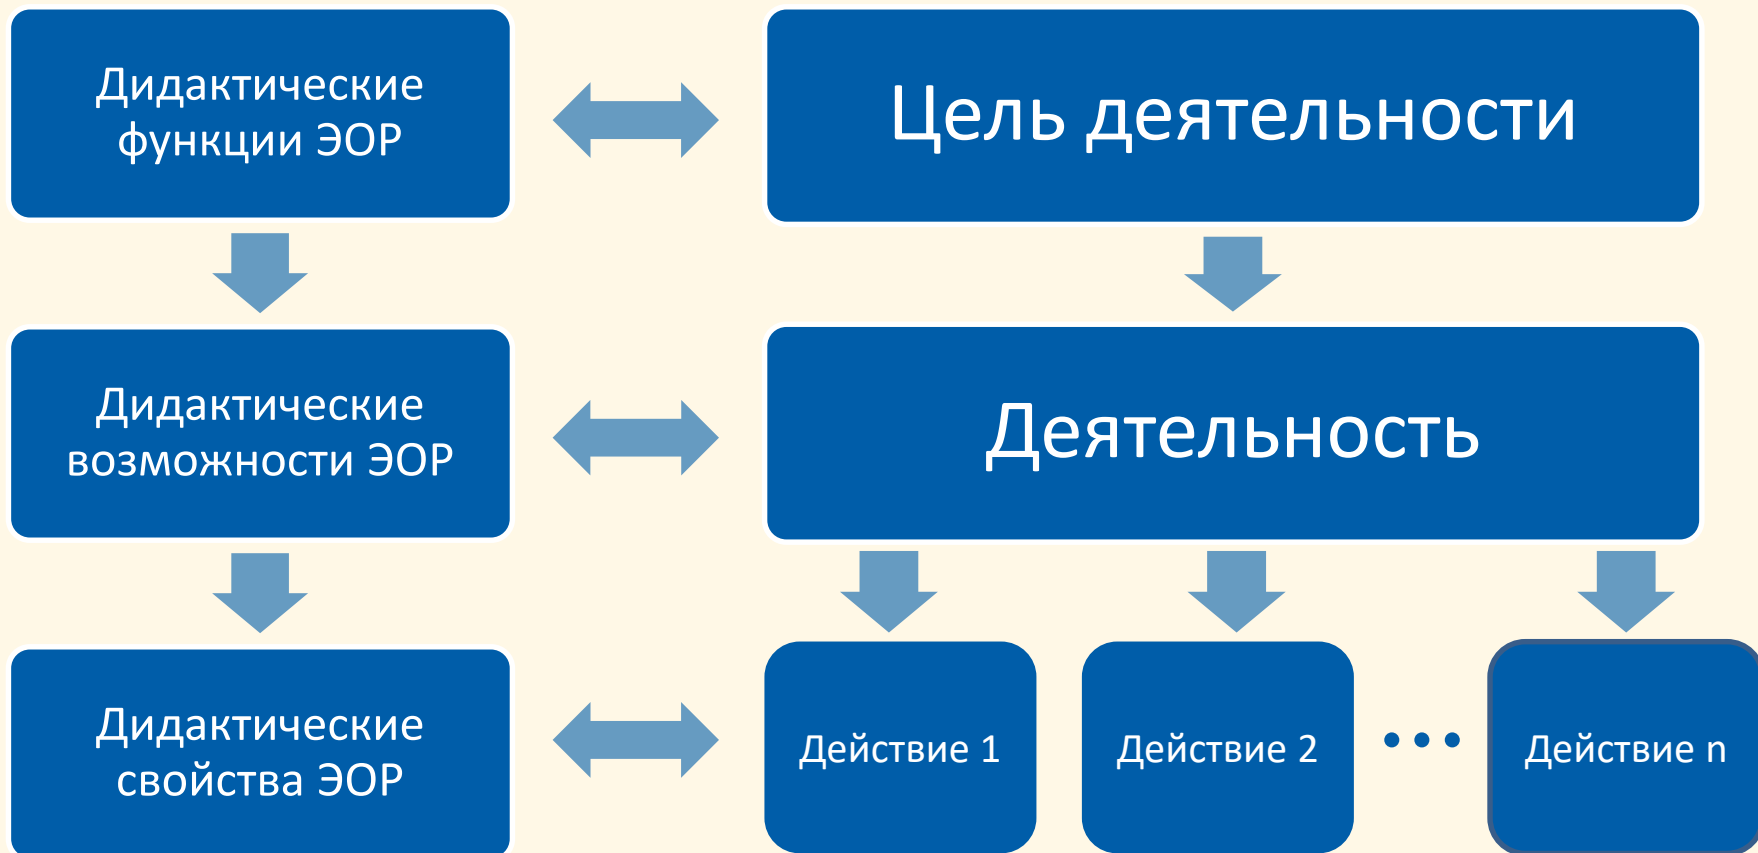 Дидактические
функции ЭОР
Цель деятельности
Дидактические
возможности ЭОР
Деятельность
Дидактические
свойства ЭОР
Действие 1
Действие 2
Действие n